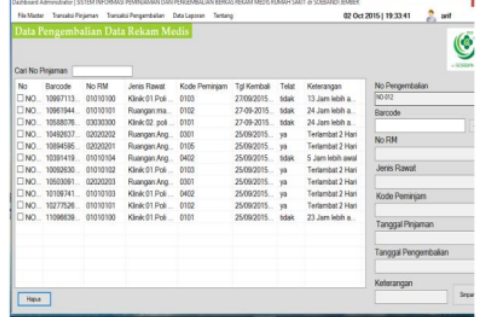 Dashboard Administrator | SISTEM INFORMASI PEMINJAMAN DAN PENGEMBALIAN BERKAS REKAM MEDIS RUMAH SAKIT dr SOEBANDI JEMBER
File Master Transaksi Pinjaman Transaksi Pengembalian Data Laporan Tentang 02 Oct 2015 | 19:33:41 arif
Data Pengembalian Data Rekam Medis
Cari No Pinjaman
No Barcode No RM Jenis Rawat Kode Peminjam Tgl Kembali Telat Keterangan
NO... 10997113... 01010100 Klinik:01 Poli ... 0103 27/09/2015... tidak 13 Jam lebih a...
NO... 10961944... 01010101 Ruangan:ma... 0102 27-09-2015... tidak 24 Jam lebih a...
NO... 10588076... 03030300 Klinik:02. poli ... 0101 27-09-2015... tidak 24 Jam lebih a...
NO... 10492637... 02020202 Ruangan:Ang... 0301 25/09/2015... ya Terlambat 2 Hari
NO... 10894595... 02020201 Ruangan:Ang... 0105 25/09/2015... ya Terlambat 2 Hari
NO... 10391419... 01010104 Ruangan:Ang... 0402 25/09/2015... tidak 5 Jam lebih awal
NO... 10092630... 01010102 Klinik:01.Poli ... 0103 25/09/2015... ya Terlambat 2 Hari
NO... 10503091... 02020203 Ruangan:Ang... 0301 25/09/2015... ya Terlambat 2 Hari
NO... 1109741... 01010103 Klinik:01.Poli ... 0402 25/09/2015... ya Terlambat 2 Hari
NO... 10277526... 01010101 Klinik:01.Poli ... 0102 25/09/2015... ya Terlambat 2 Hari
NO... 11096639... 01010100 Klinik:01.Poli ... 0101 25/09/2015... tidak 23 Jam lebih a...
Hapus
No Pengembalian
NO-012
Barcode
No RM
Jenis Rawat
Kode Peminjam
Tanggal Pinjaman
Tanggal Pengembalian
Keterangan
Simpan